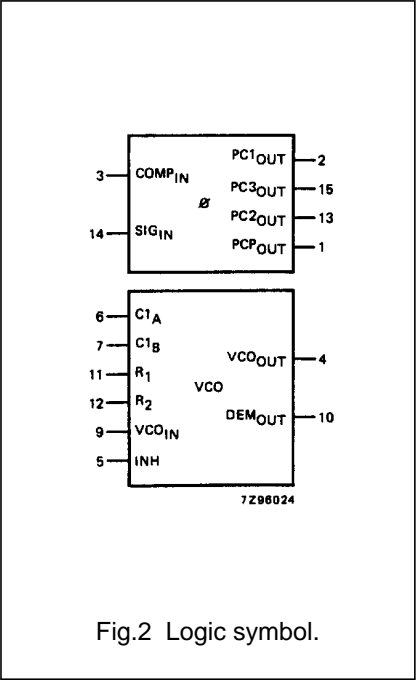 PC1OUT 2
3 COMPIN
PC3OUT 15
Ø
PC2OUT 13
14 SIGIN
PCPOUT 1
6 C1A
7 C1B
VCOOUT 4
11 R1
VCO
12 R2
DEMOUT 10
9 VCOIN
5 INH
7Z96024
Fig.2 Logic symbol.